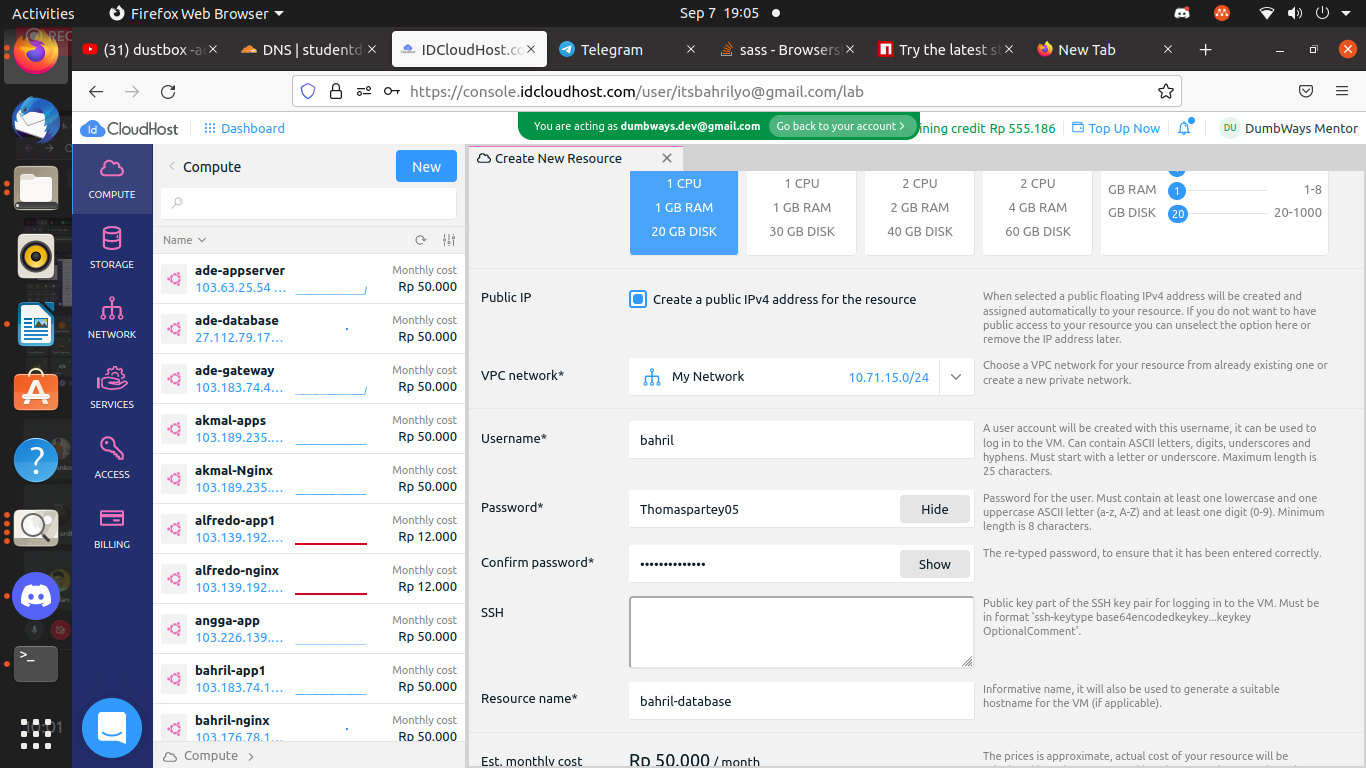 Activities
Firefox Web Browser
Sep 7 19:05
REC
(31) dustbox -a
DNS | studentd
IDCloudHost.co
Telegram
sass - Browsers
Try the latest s
New Tab
https://console.idcloudhost.com/user/itsbahrilyo@gmail.com/lab
Id CloudHost
Dashboard
You are acting as dumbways.dev@gmail.com
Go back to your account >
ining credit Rp 555.186
Top Up Now
DU
DumbWays Mentor
COMPUTE
STORAGE
NETWORK
SERVICES
ACCESS
BILLING
Compute
New
Name
ade-appserver
Monthly cost
103.63.25.54 ...
Rp 50.000
ade-database
Monthly cost
27.112.79.17...
Rp 50.000
ade-gateway
Monthly cost
103.183.74.4...
Rp 50.000
akmal-apps
Monthly cost
103.189.235....
Rp 50.000
akmal-Nginx
Monthly cost
103.189.235....
Rp 50.000
alfredo-app1
Monthly cost
103.139.192....
Rp 12.000
alfredo-nginx
Monthly cost
103.139.192....
Rp 12.000
angga-app
Monthly cost
103.226.139....
Rp 50.000
bahril-app1
Monthly cost
103.183.74.1...
Rp 50.000
bahril-nginx
Monthly cost
103.176.78.1...
Rp 50.000
Compute
Create New Resource
1 CPU
1 GB RAM
20 GB DISK
1 CPU
1 GB RAM
30 GB DISK
2 CPU
2 GB RAM
40 GB DISK
2 CPU
4 GB RAM
60 GB DISK
GB RAM
1
1-8
GB DISK
20
20-1000
Public IP
Create a public IPv4 address for the resource
When selected a public floating IPv4 address will be created and
assigned automatically to your resource. If you do not want to have
public access to your resource you can unselect the option here or
remove the IP address later.
VPC network*
My Network
10.71.15.0/24
Choose a VPC network for your resource from already existing one or
create a new private network.
Username*
bahril
A user account will be created with this username, it can be used to
log in to the VM. Can contain ASCII letters, digits, underscores and
hyphens. Must start with a letter or underscore. Maximum length is
25 characters.
Password*
Thomaspartey05
Hide
Password for the user. Must contain at least one lowercase and one
uppercase ASCII letter (a-z, A-Z) and at least one digit (0-9). Minimum
length is 8 characters.
Confirm password*
••••••••••••••
Show
The re-typed password, to ensure that it has been entered correctly.
SSH
Public key part of the SSH key pair for logging in to the VM. Must be
in format 'ssh-keytype base64encodedkeykey...keykey
OptionalComment'.
Resource name*
bahril-database
Informative name, it will also be used to generate a suitable
hostname for the VM (if applicable).
Est. monthly cost
Rp 50.000 / month
The prices is approximate, actual cost of your resource will be